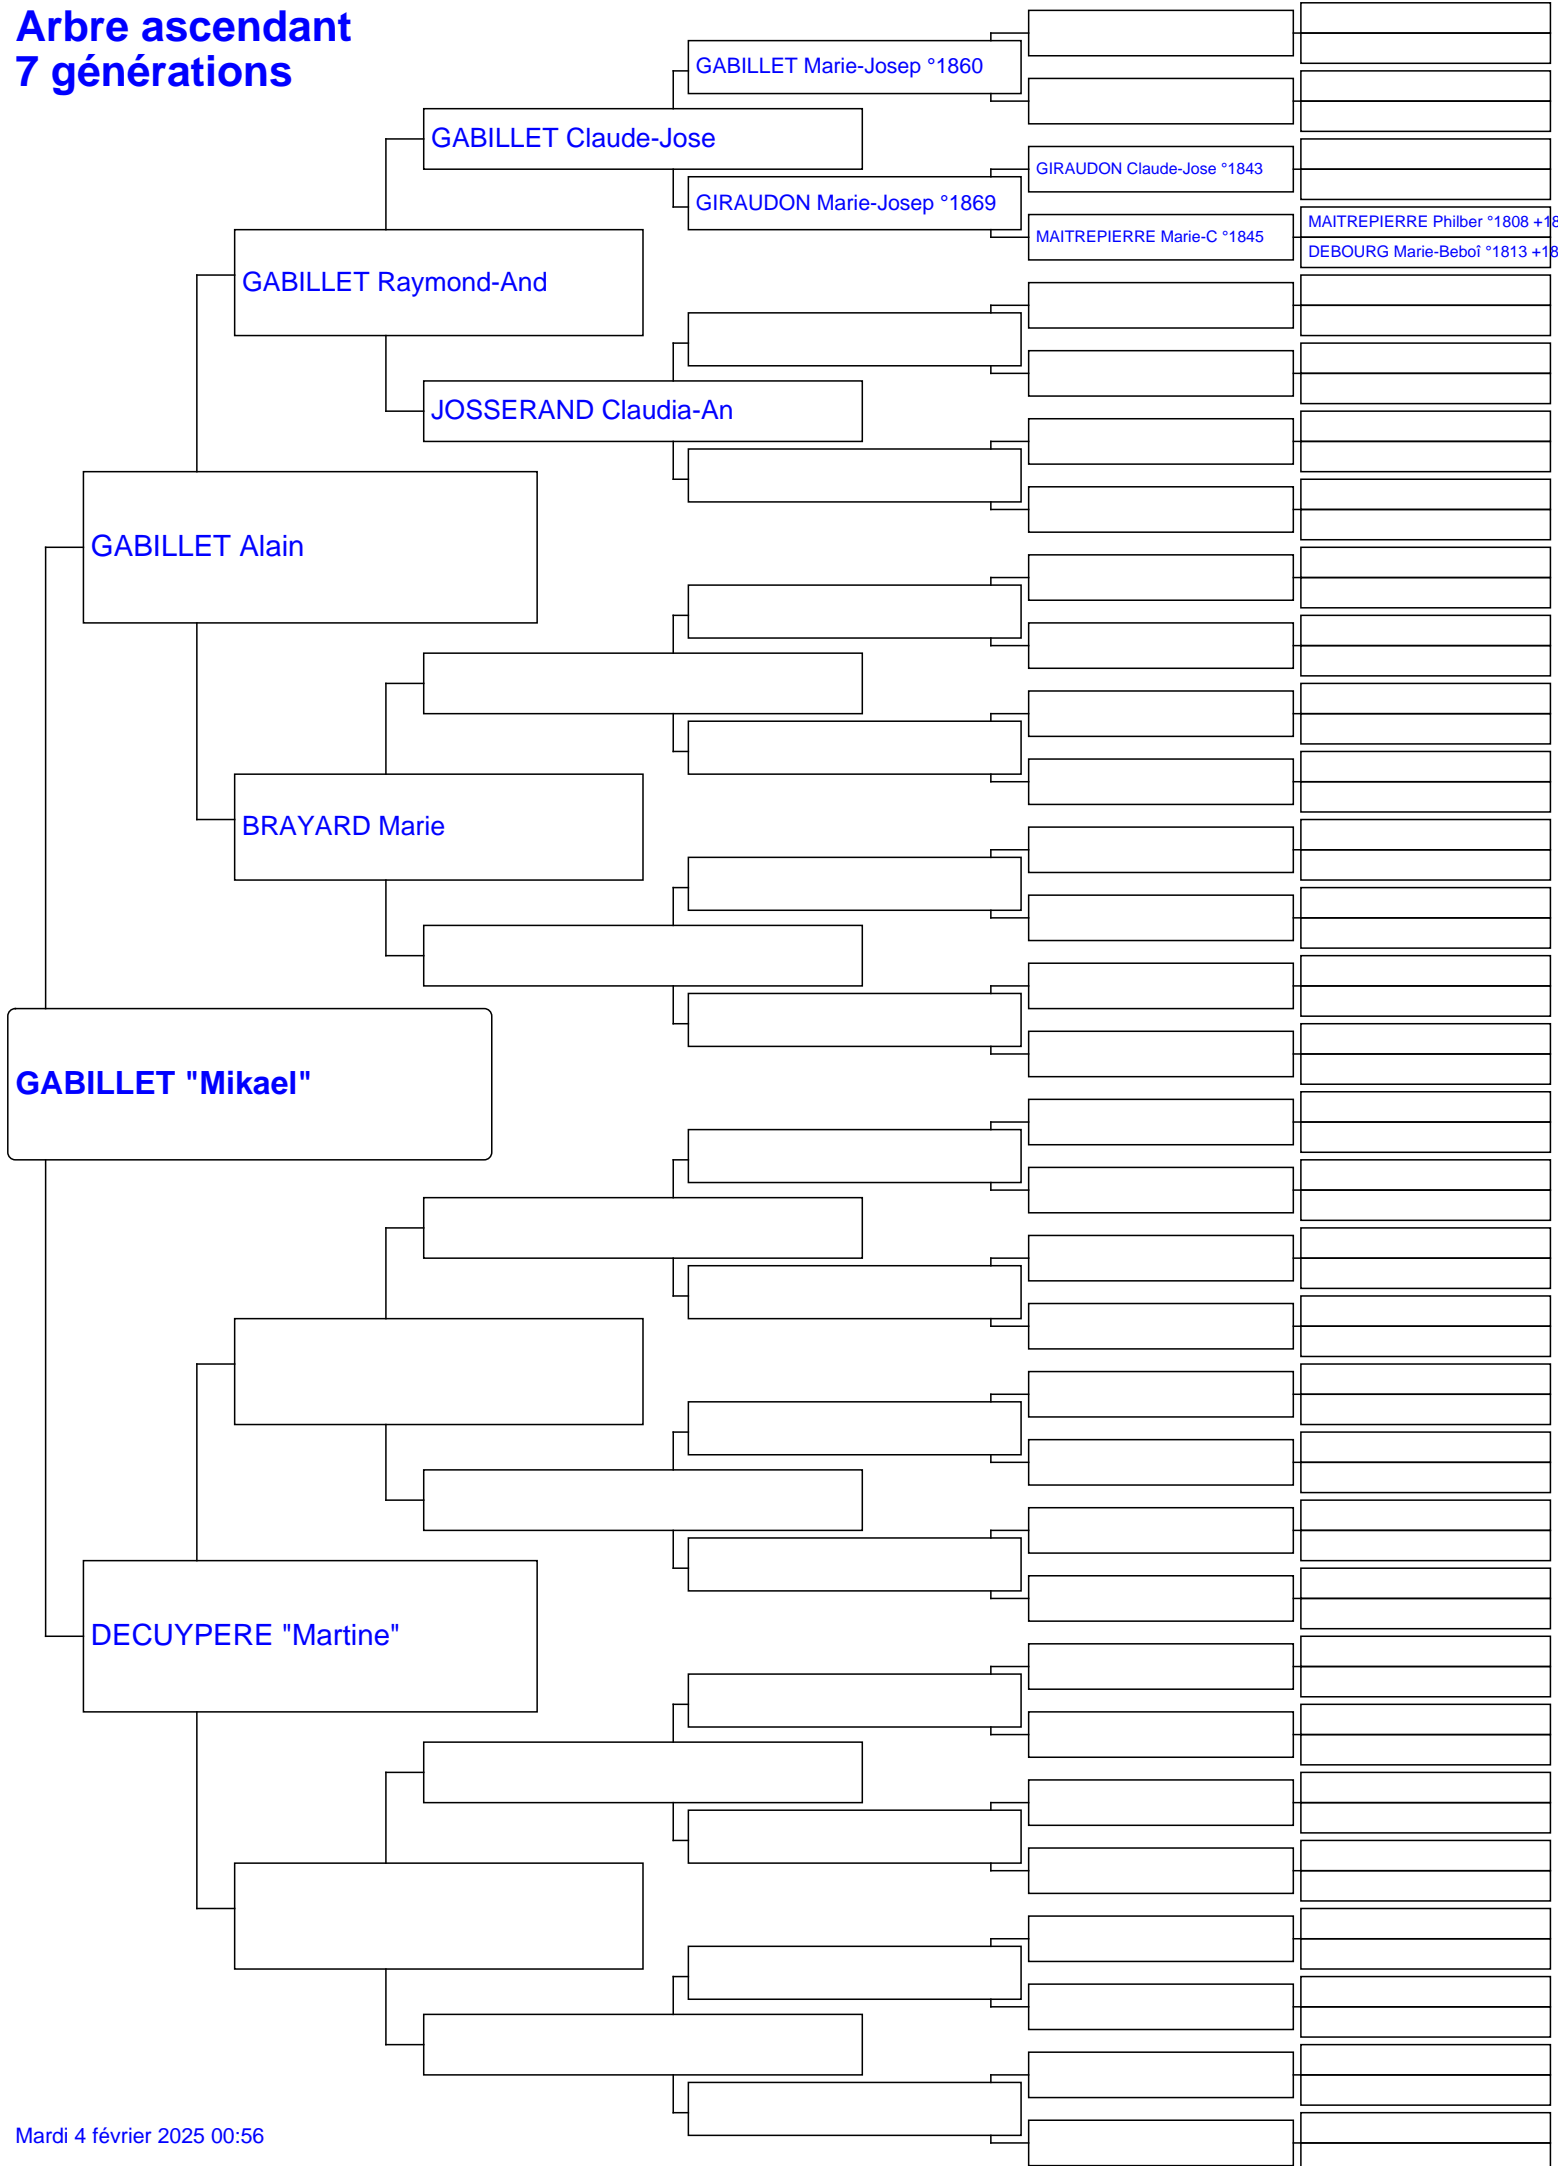 Arbre ascendant
7 générations
GABILLET Marie-Josep °1860
GABILLET Claude-Jose
GIRAUDON Claude-Jose °1843
GIRAUDON Marie-Josep °1869
MAITREPIERRE Philber °1808 +18
MAITREPIERRE Marie-C °1845
DEBOURG Marie-Beboî °1813 +18
GABILLET Raymond-And
JOSSERAND Claudia-An
GABILLET Alain
BRAYARD Marie
GABILLET "Mikael"
DECUYPERE "Martine"
Mardi 4 février 2025 00:56